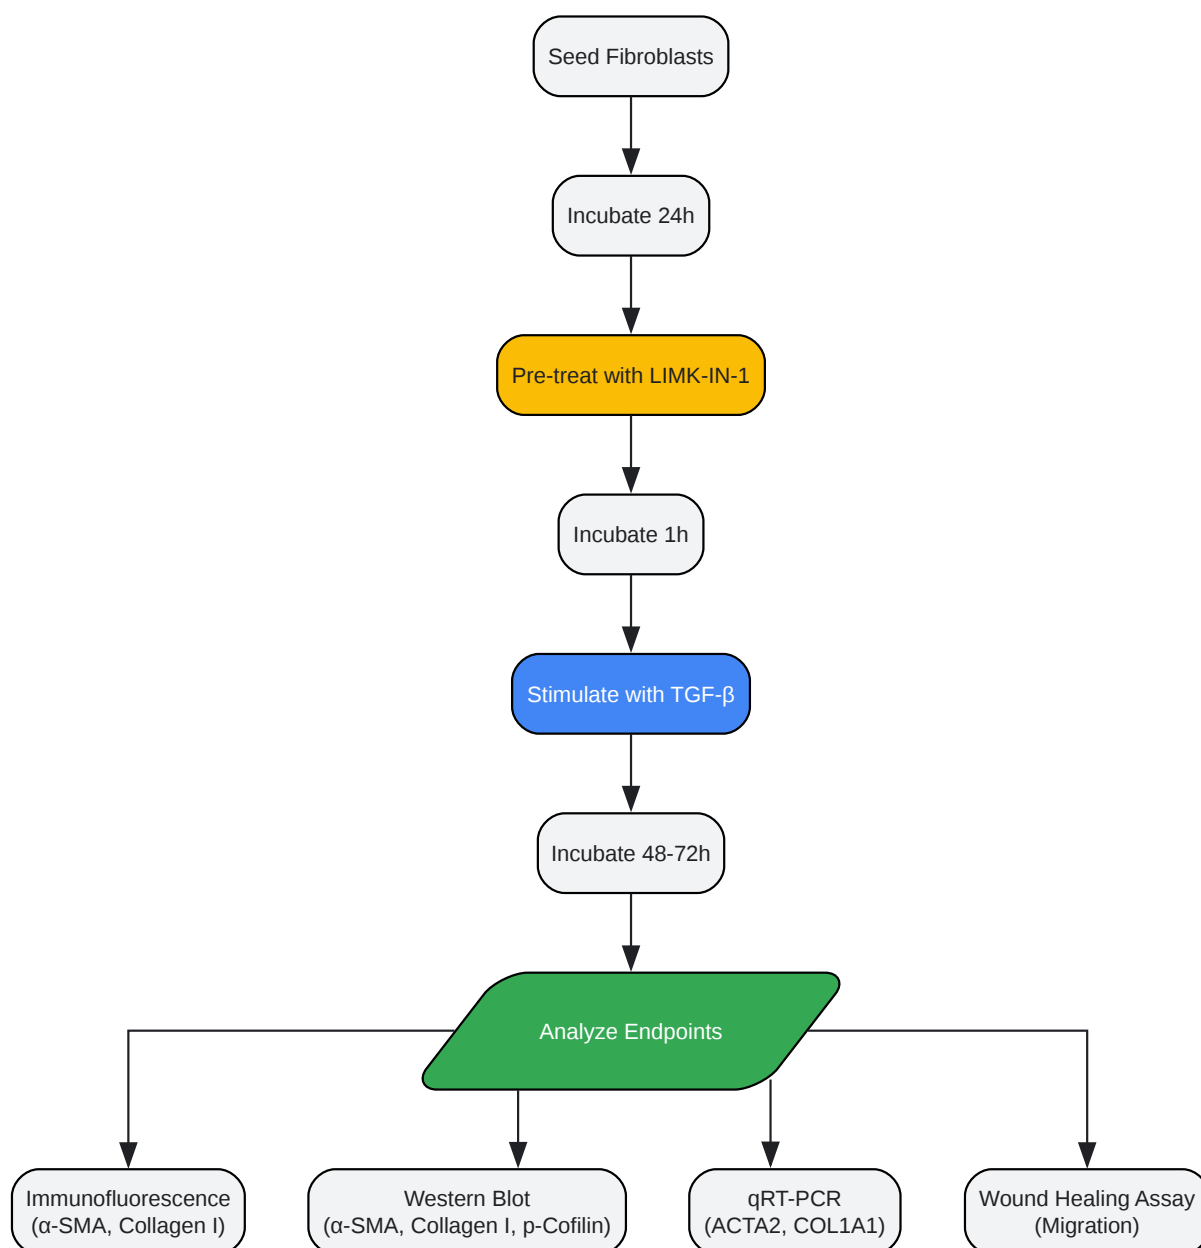 Seed Fibroblasts
Incubate 24h
Pre-treat with LIMK-IN-1
Incubate 1h
Stimulate with TGF-β
Incubate 48-72h
Analyze Endpoints
Immunofluorescence
(α-SMA, Collagen I)
Western Blot
(α-SMA, Collagen I, p-Cofilin)
qRT-PCR
(ACTA2, COL1A1)
Wound Healing Assay
(Migration)